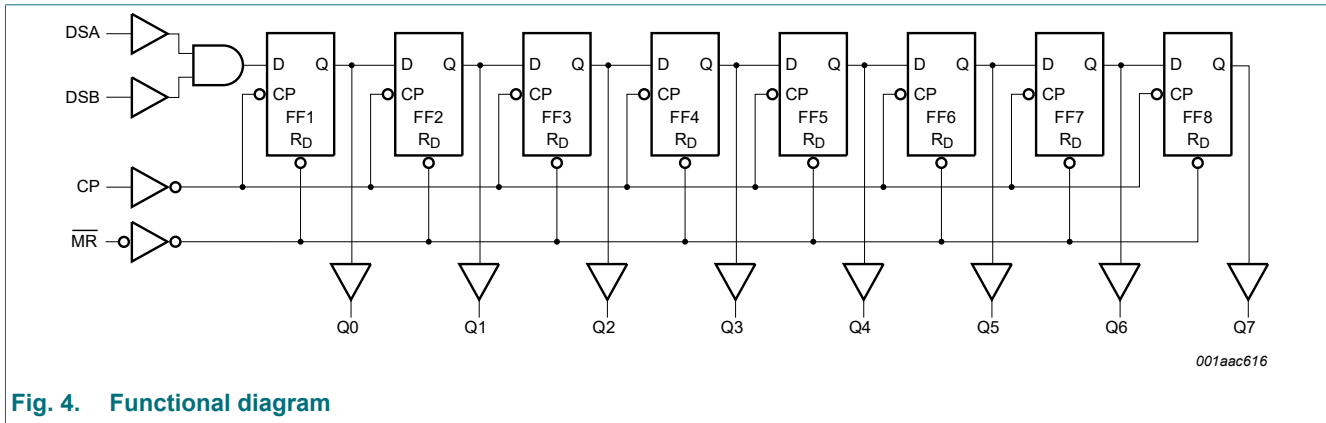 DSA
DSB
CP
MR
D Q CP FF1 RD
D Q CP FF2 RD
D Q CP FF3 RD
D Q CP FF4 RD
D Q CP FF5 RD
D Q CP FF6 RD
D Q CP FF7 RD
D Q CP FF8 RD
Q0 Q1 Q2 Q3 Q4 Q5 Q6 Q7
001aac616
Fig. 4. Functional diagram